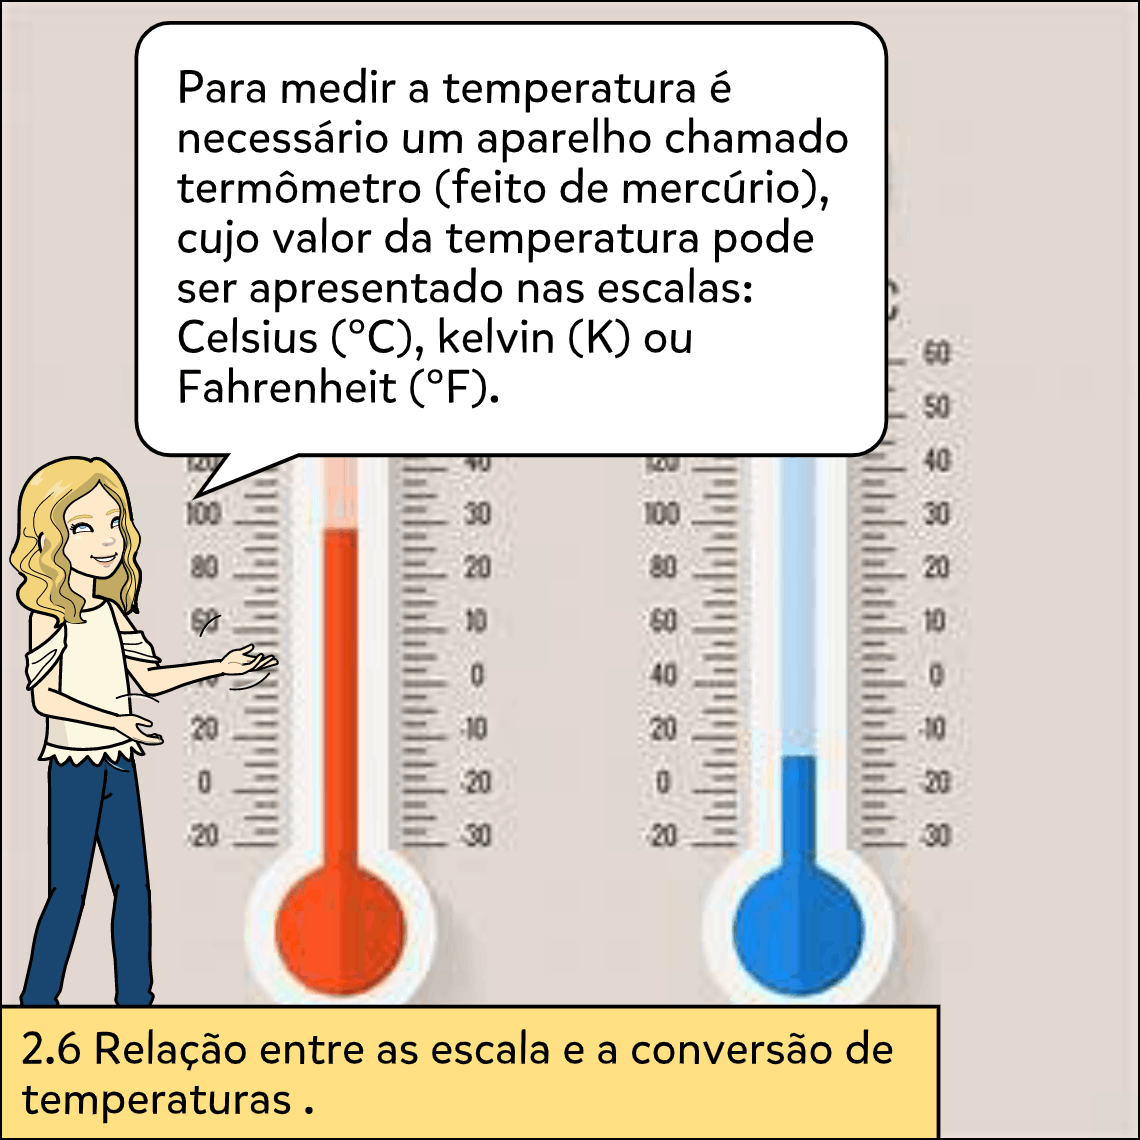 Para medir a temperatura é
necessário um aparelho chamado
termômetro (feito de mercúrio),
cujo valor da temperatura pode
ser apresentado nas escalas:
Celsius (°C), kelvin (K) ou
Fahrenheit (°F).
60
50
120 40 120 40
100 30 100 30
80 20 80 20
60 10 60 10
0 40 0
20 -10 20 -10
0 -20 0 -20
-20 -30 -20 -30
2.6 Relação entre as escala e a conversão de
temperaturas .